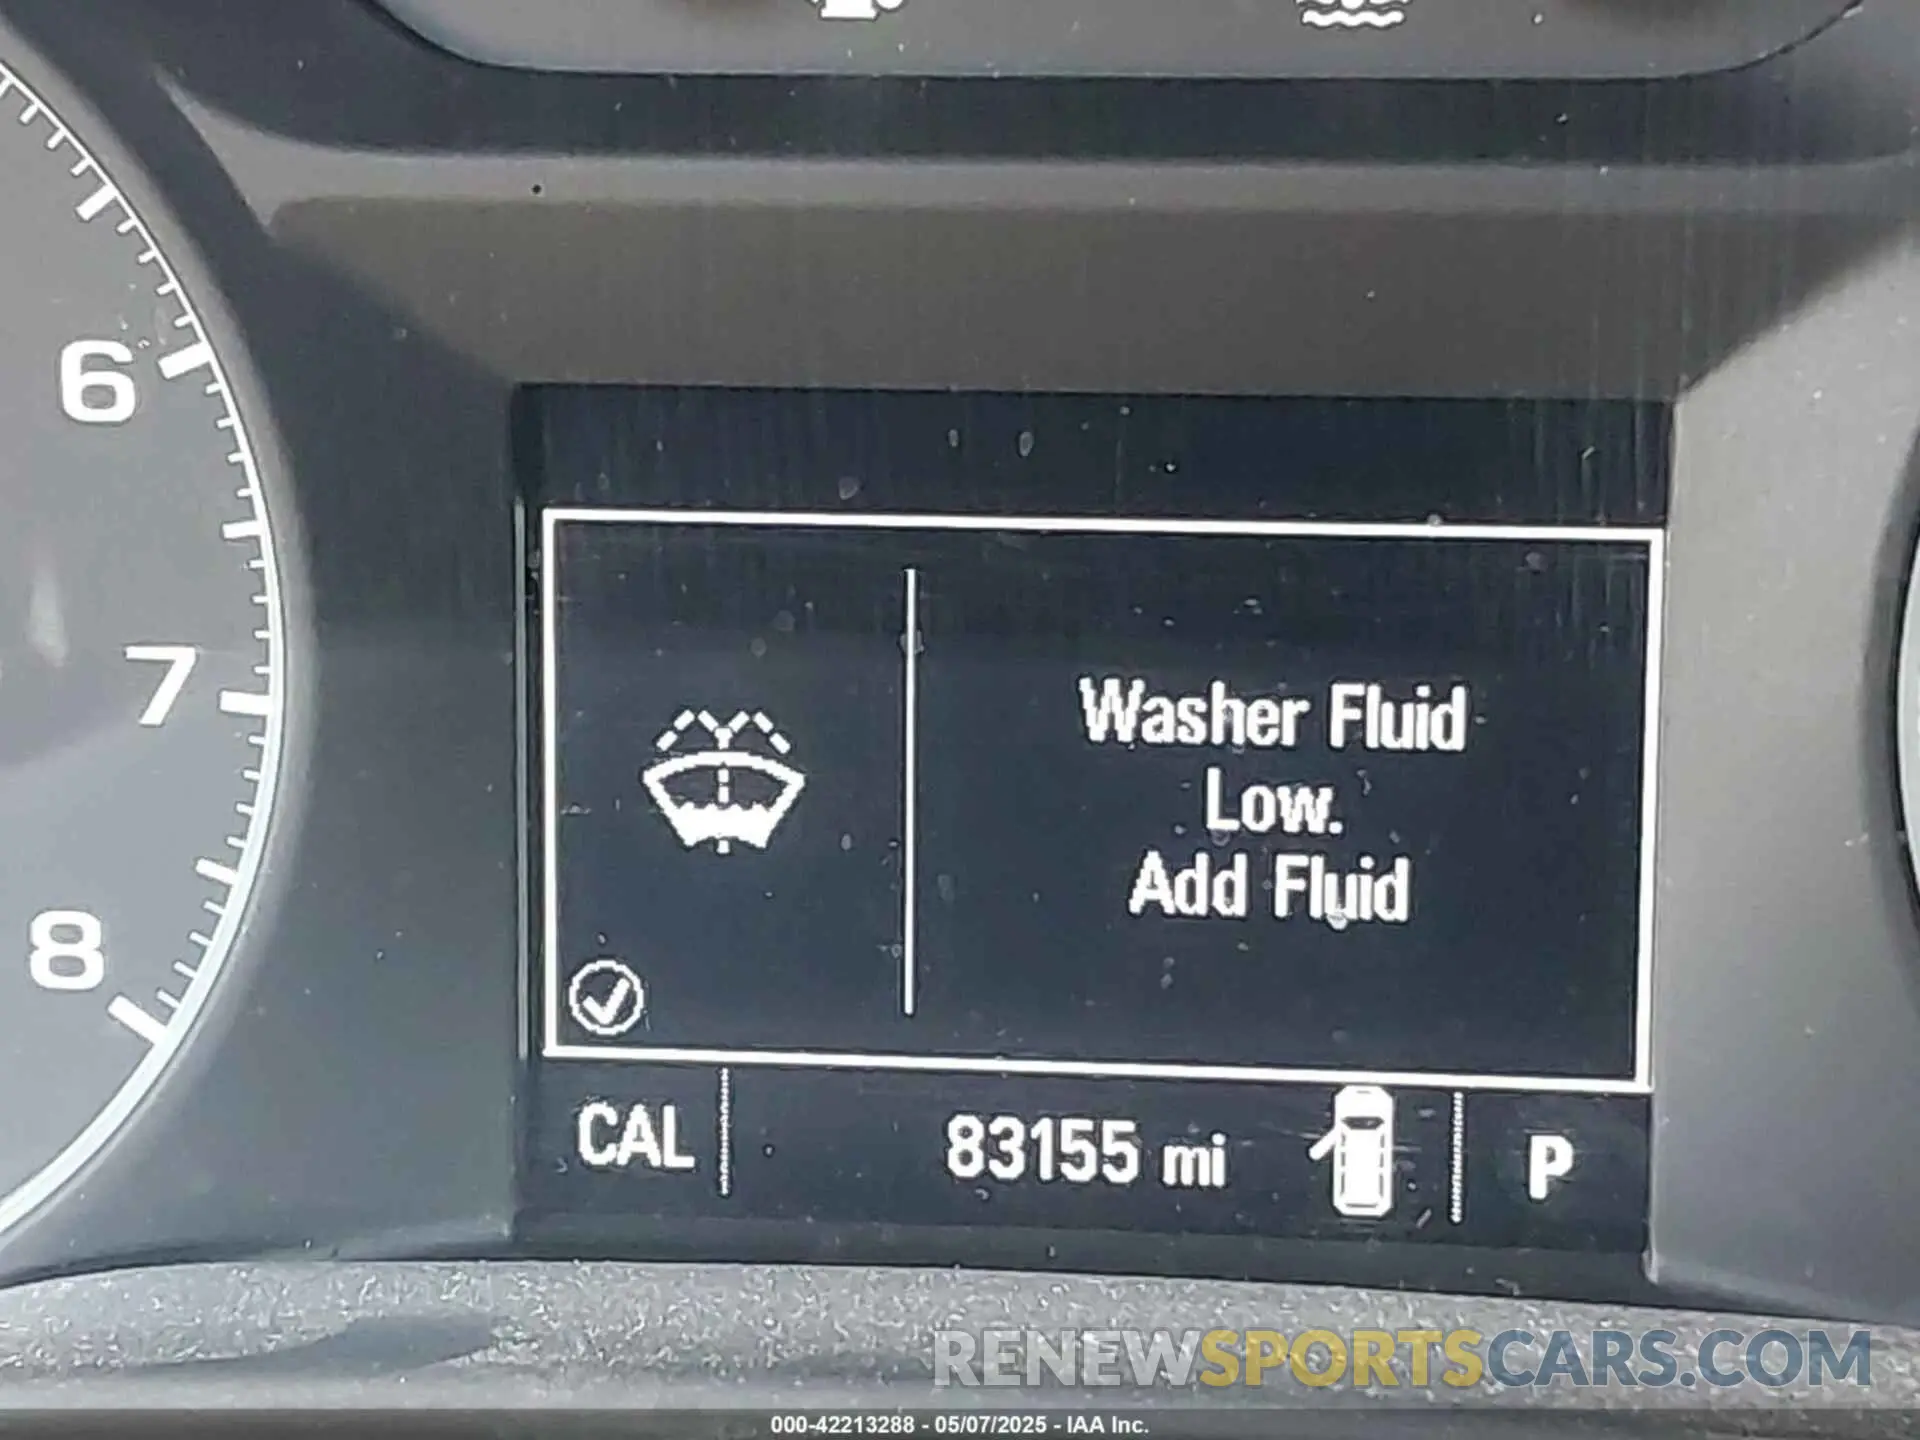 6
7
8
Washer Fluid
Low.
Add Fluid
CAL
83155 mi
P
RENEWSPORTSCARS.COM
000-42213288 - 05/07/2025 - IAA Inc.